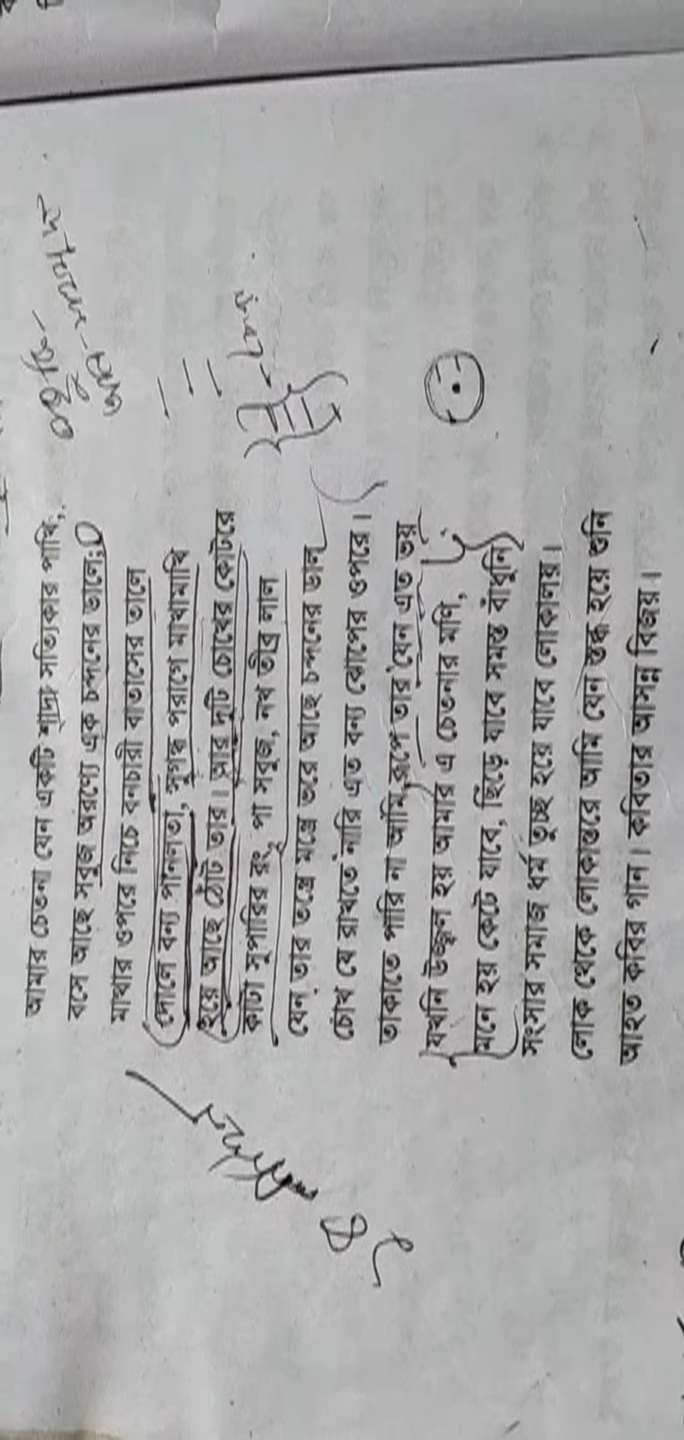 আমার চেতনা যেন একটি শাদা সত্যিকার পাখি,
বসে আছে সবুজ অরণ্যে এক চন্দনের ডালে;
মাথার ওপরে নিচে বনচারী বাতাসের তালে
দোলে বন্য পানলতা, সুগন্ধ পরাগে মাখামাখি
হয়ে আছে ঠোঁট তার। আর দুটি চোখের কোটরে
কাটা সুপারির রং, পা সবুজ, নখ তীব্র লাল
যেন তার তন্ত্রে মন্ত্রে ভরে আছে চন্দনের ডাল
চোখ যে রাখতে নারি এত বন্য ঝোপের ওপরে।
তাকাতে পারি না আমি রূপে তার যেন এত ভয়
যখনি উজ্জ্বল হয় আমার এ চেতনার মণি,
মনে হয় কেটে যাবে, ছিঁড়ে যাবে সমস্ত বাঁধুনি
সংসার সমাজ ধর্ম তুচ্ছ হয়ে যাবে লোকালয়।
লোক থেকে লোকান্তরে আমি যেন স্তব্ধ হয়ে শুনি
আহত কবির গান। কবিতার আসন্ন বিজয়।